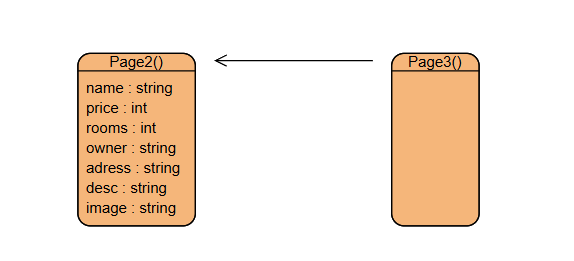 Page2()
name : string
price : int
rooms : int
owner : string
adress : string
desc : string
image : string
Page3()